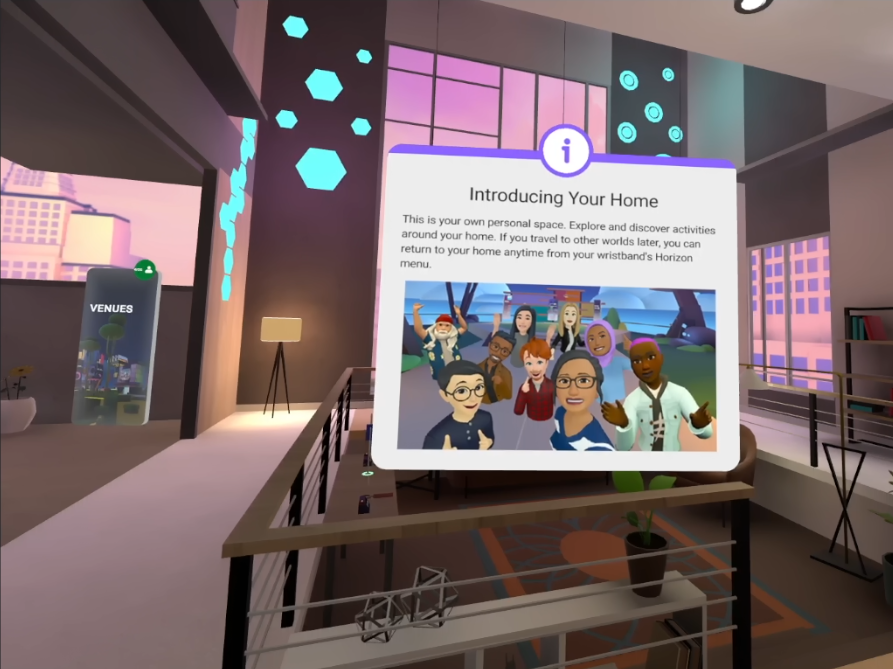 Introducing Your Home
This is your own personal space. Explore and discover activities
around your home. If you travel to other worlds later, you can
return to your home anytime from your wristband's Horizon
menu.
VENUES